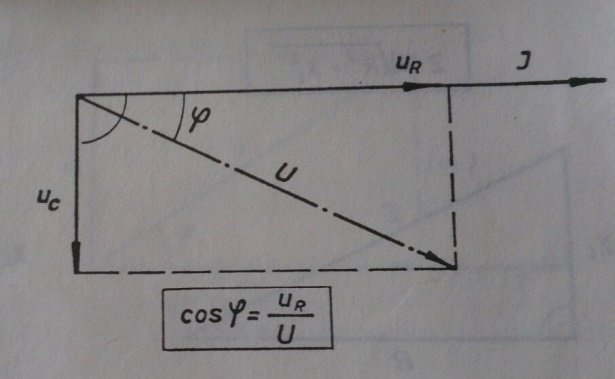 u_R
J
φ
U
u_C
cos φ = u_R / U